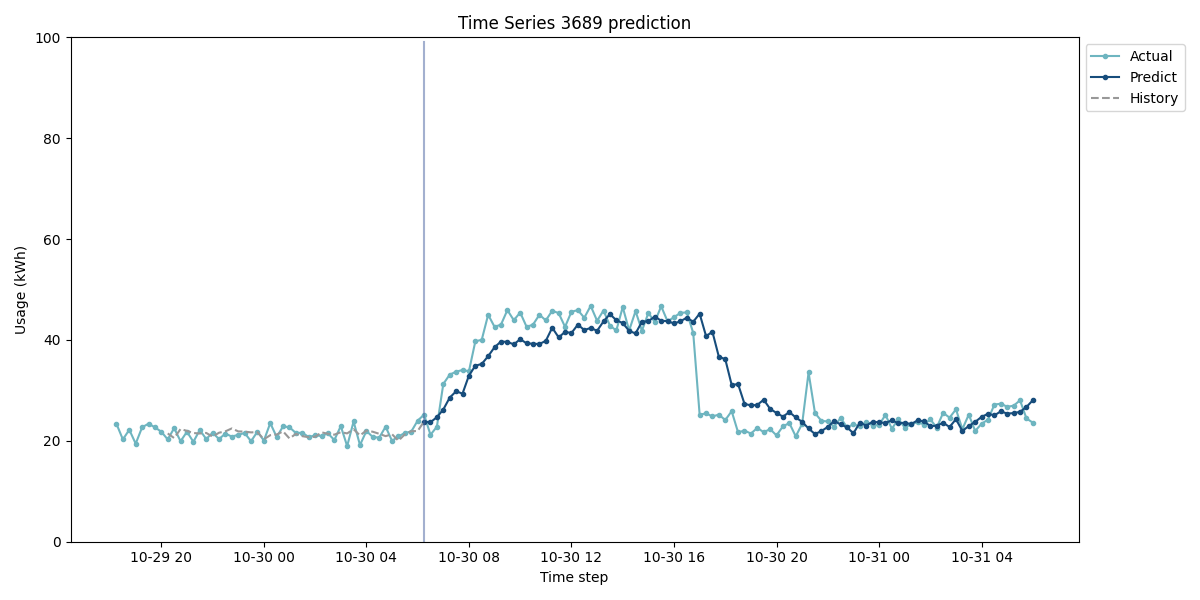 Time Series 3689 prediction
100
80
60
40
20
0
Usage (kWh)
10-29 20
10-30 00
10-30 04
10-30 08
10-30 12
10-30 16
10-30 20
10-31 00
10-31 04
Time step
Actual
Predict
History